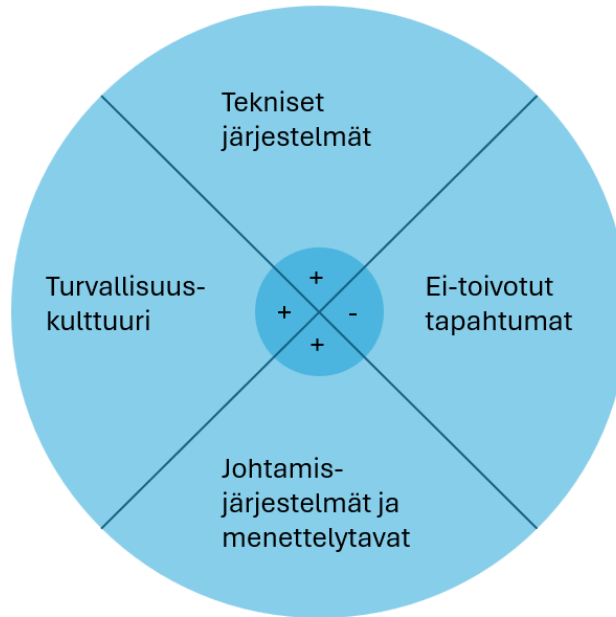 Tekniset
järjestelmät
Turvallisuus-
kulttuuri
+
+
-
+
Ei-toivotut
tapahtumat
Johtamis-
järjestelmät ja
menettelytavat